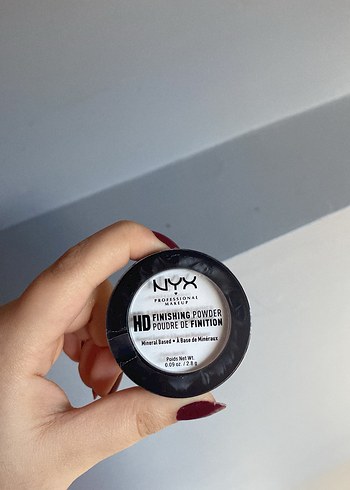 NYX
PROFESSIONAL
MAKEUP
HD FINISHING POWDER
POUDRE DE FINITION
Mineral Based • À Base de Minéraux
Poids Net Wt.
0.09 oz. / 2.8 g